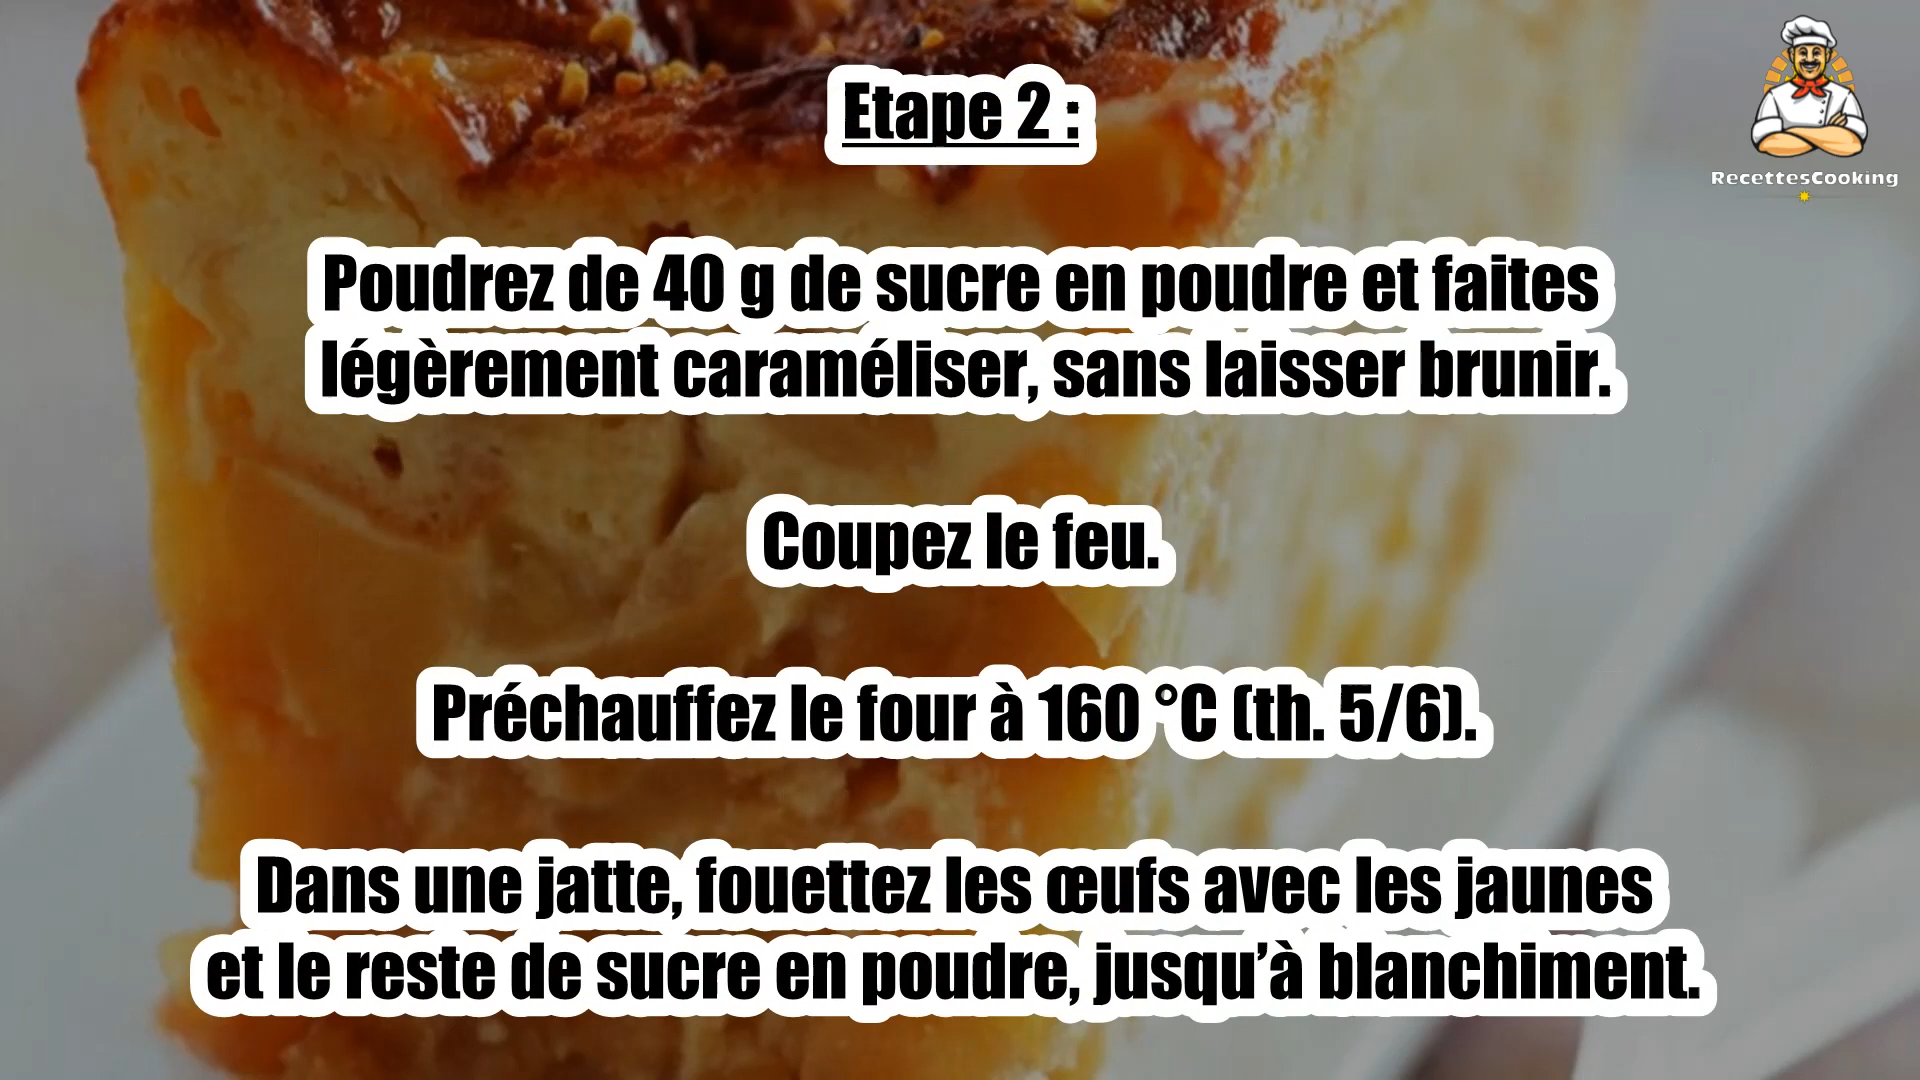 Etape 2 :
RecettesCooking
Poudrez de 40 g de sucre en poudre et faites
légèrement caraméliser, sans laisser brunir.
Coupez le feu.
Préchauffez le four à 160 °C (th. 5/6).
Dans une jatte, fouettez les œufs avec les jaunes
et le reste de sucre en poudre, jusqu’à blanchiment.